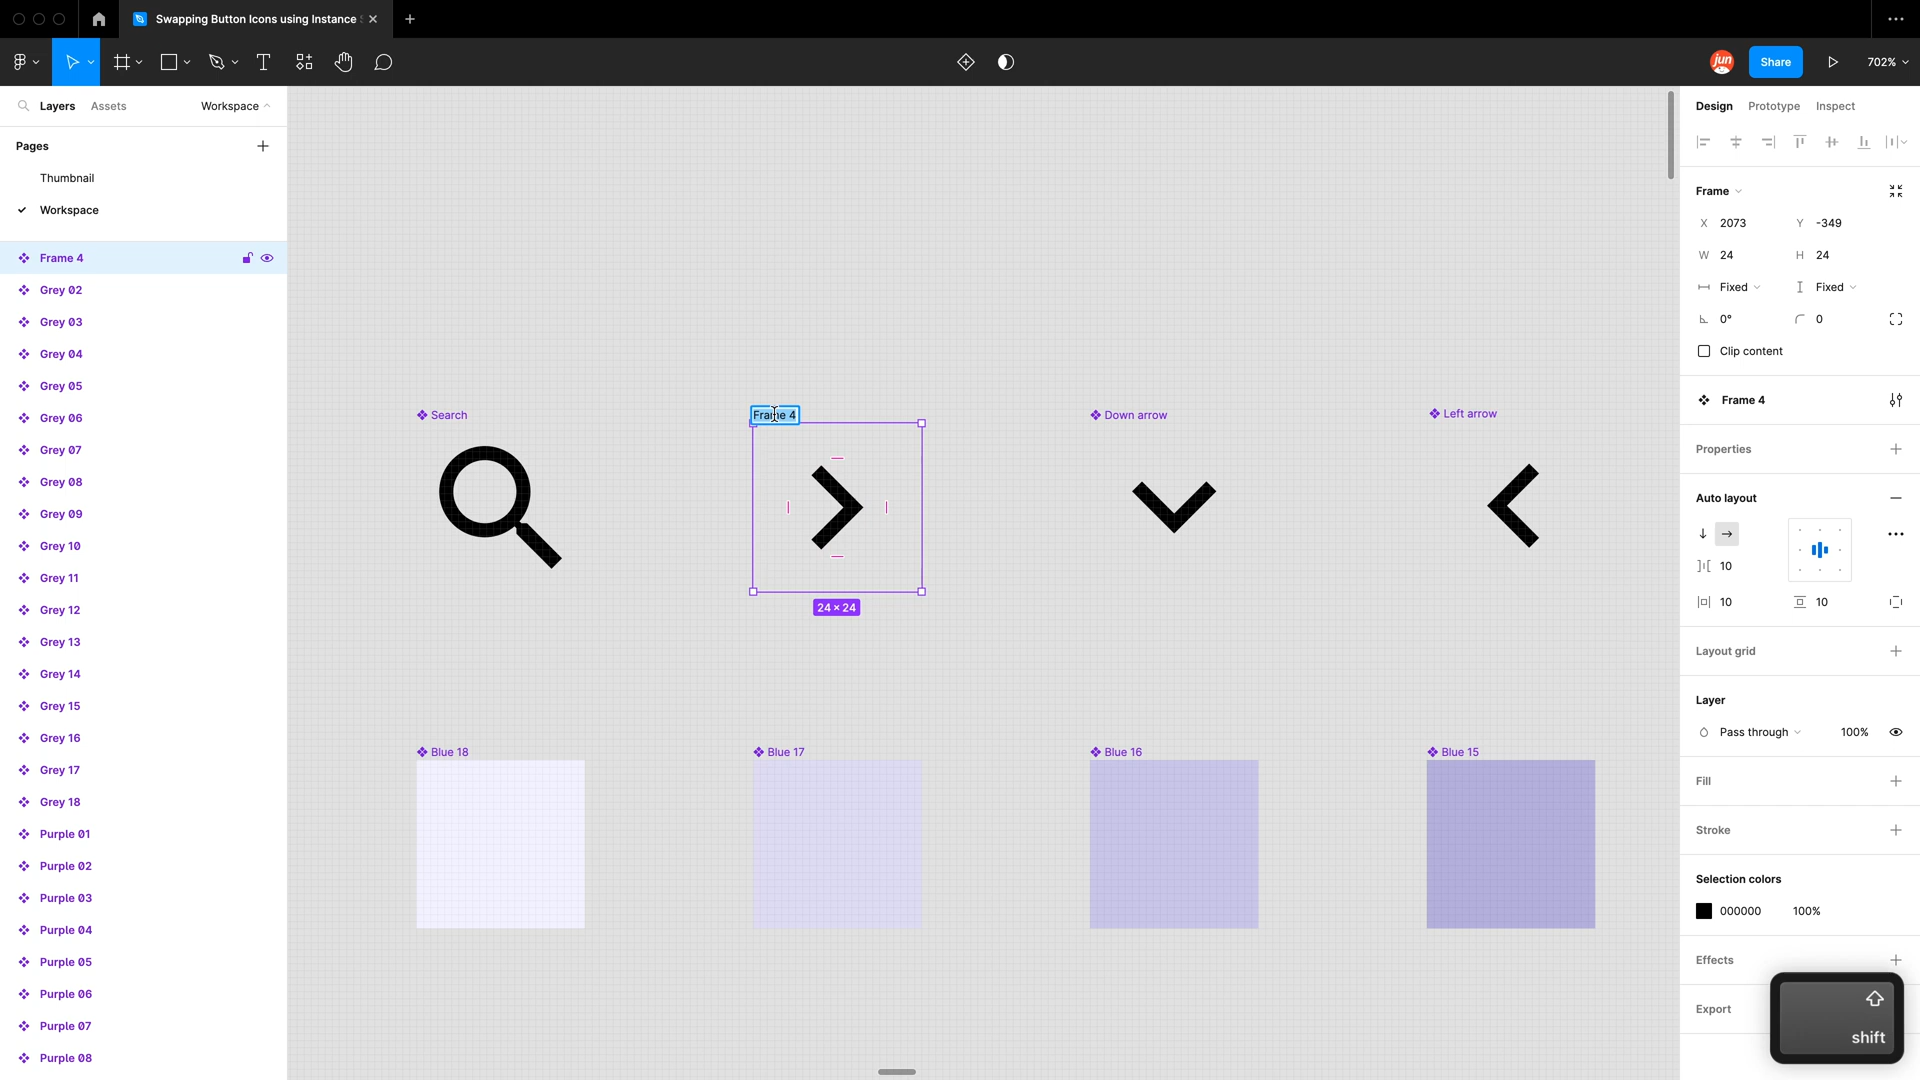 Swapping Button Icons using Instance
Share
702%
Layers
Assets
Workspace
Pages
Thumbnail
Workspace
Frame 4
Grey 02
Grey 03
Grey 04
Grey 05
Grey 06
Grey 07
Grey 08
Grey 09
Grey 10
Grey 11
Grey 12
Grey 13
Grey 14
Grey 15
Grey 16
Grey 17
Grey 18
Purple 01
Purple 02
Purple 03
Purple 04
Purple 05
Purple 06
Purple 07
Purple 08
Search
Frame 4
Down arrow
Left arrow
24 × 24
Blue 18
Blue 17
Blue 16
Blue 15
Design
Prototype
Inspect
Frame
X 2073
Y -349
W 24
H 24
Fixed
Fixed
0°
0
Clip content
Frame 4
Properties
Auto layout
10
10
10
Layout grid
Layer
Pass through
100%
Fill
Stroke
Selection colors
000000
100%
Effects
Export
shift
jun